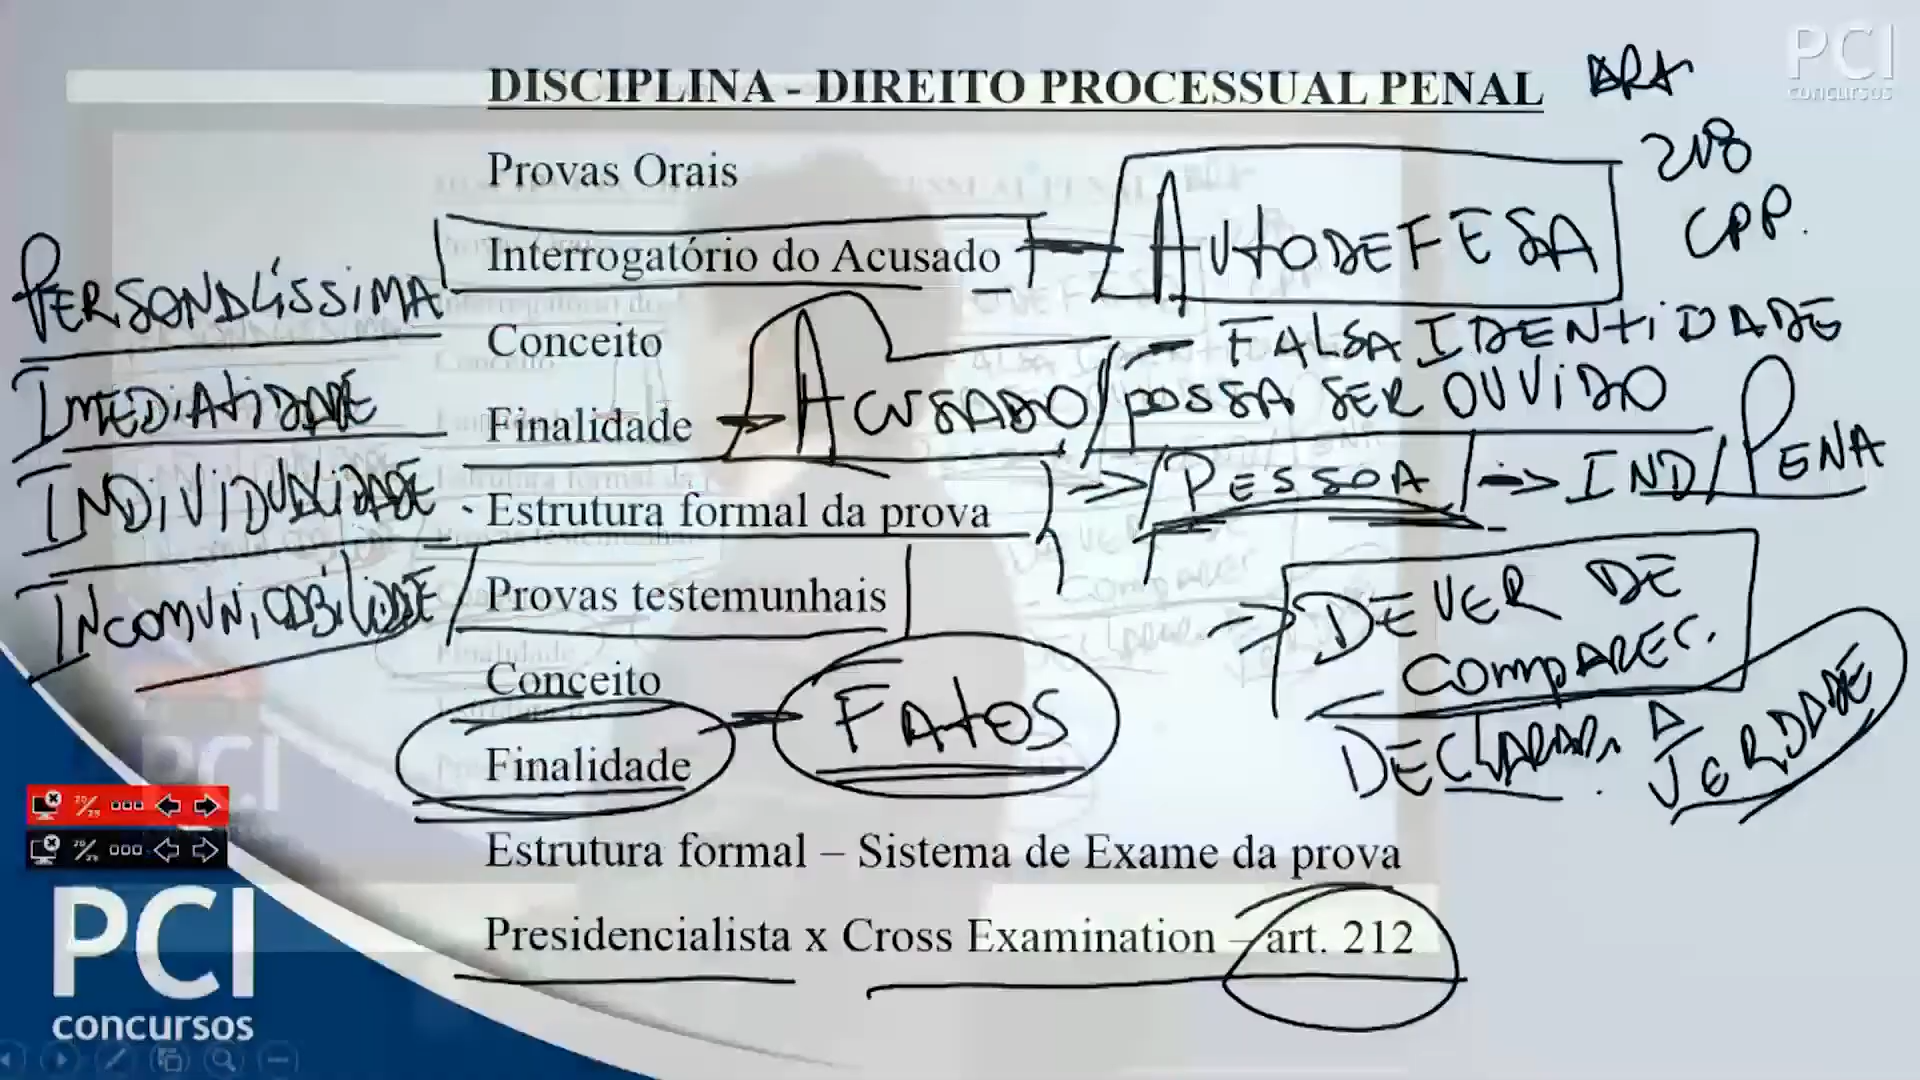 DISCIPLINA - DIREITO PROCESSUAL PENAL
PCI
concursos
ART
208
CPP.
Provas Orais
Interrogatório do Acusado
AUTODEFESA
PERSONALÍSSIMA
Conceito
FALSA IDENTIDADE
IMEDIATIDADE
Finalidade
ACUSADO / POSSA SER OUVIDO
INDIVIDUALIDADE
- Estrutura formal da prova
PESSOA
IND / PENA
INCOMUNICABILIDADE
Provas testemunhais
DEVER DE
COMPAREC.
Conceito
Finalidade
FATOS
DECLARAR A
VERDADE
Estrutura formal – Sistema de Exame da prova
Presidencialista x Cross Examination – art. 212
PCI
concursos